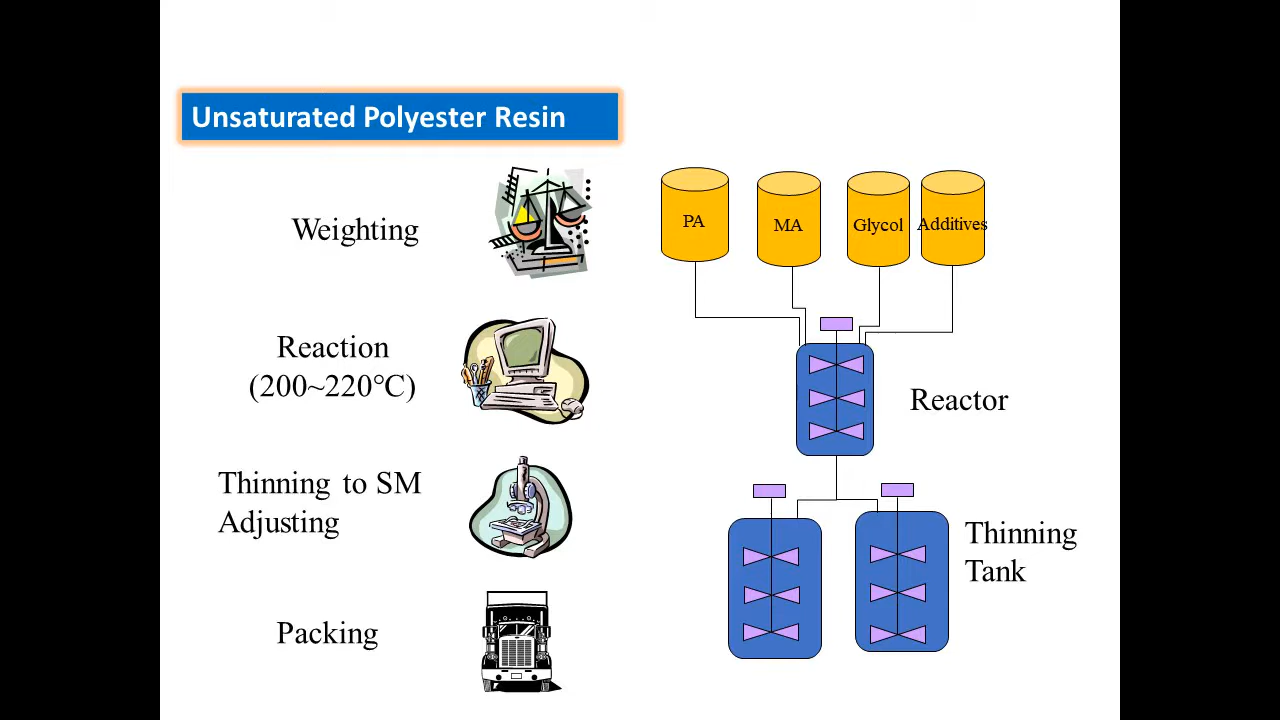 Unsaturated Polyester Resin
Weighting
Reaction
(200~220℃)
Thinning to SM
Adjusting
Packing
PA
MA
Glycol
Additives
Reactor
Thinning
Tank